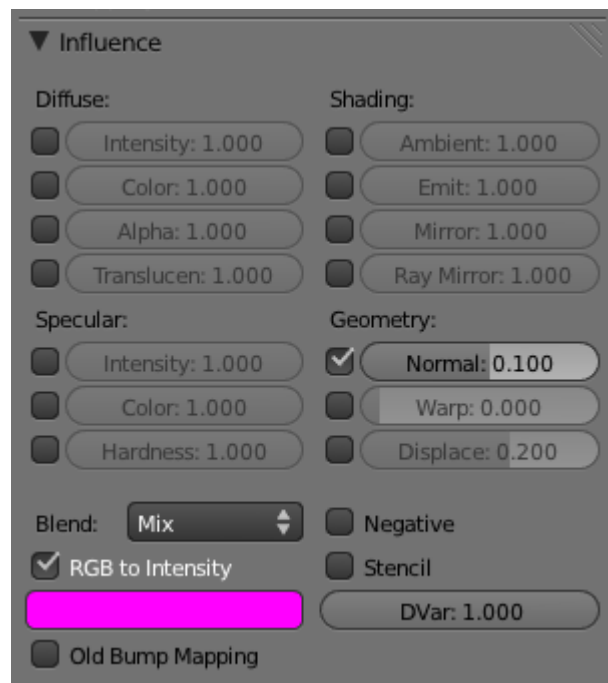 Influence
Diffuse: Shading:
Intensity: 1.000 Ambient: 1.000
Color: 1.000 Emit: 1.000
Alpha: 1.000 Mirror: 1.000
Translucen: 1.000 Ray Mirror: 1.000
Specular: Geometry:
Intensity: 1.000 Normal: 0.100
Color: 1.000 Warp: 0.000
Hardness: 1.000 Displace: 0.200
Blend: Mix Negative
RGB to Intensity Stencil
DVar: 1.000
Old Bump Mapping